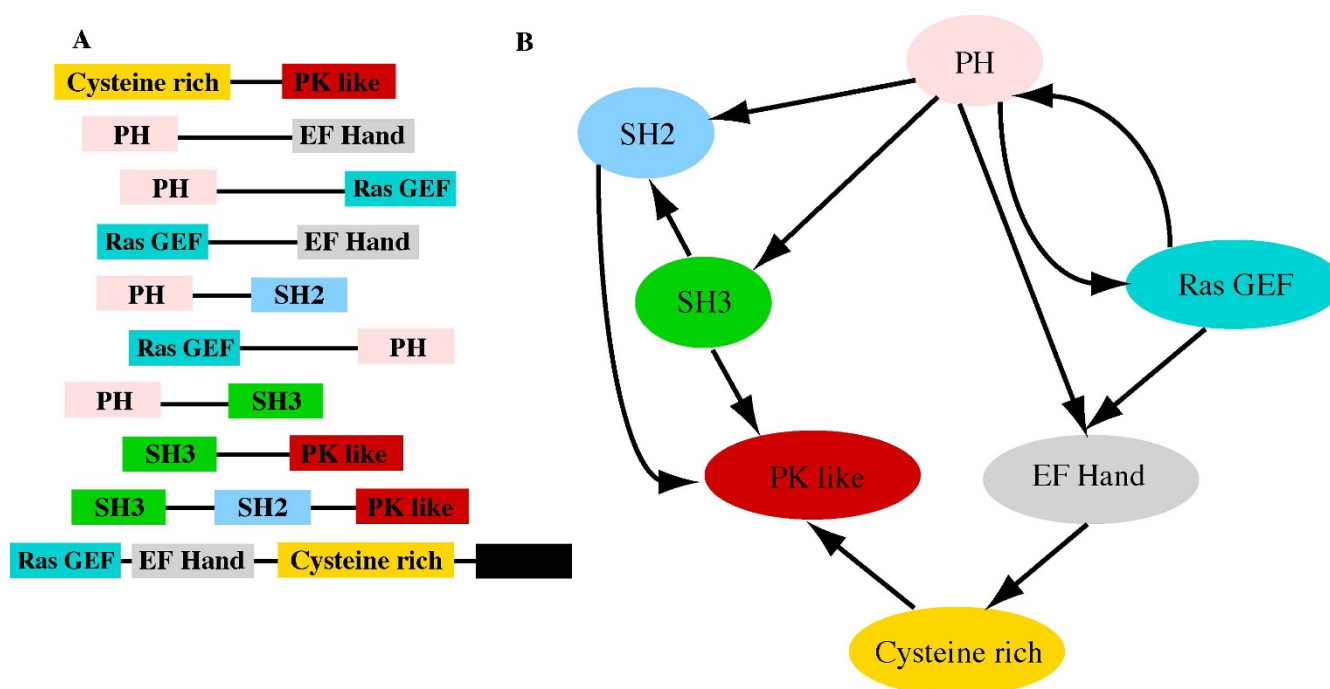 A
Cysteine rich PK like
PH EF Hand
PH Ras GEF
Ras GEF EF Hand
PH SH2
Ras GEF PH
PH SH3
SH3 PK like
SH3 SH2 PK like
Ras GEF EF Hand Cysteine rich
B
PH
SH2
Ras GEF
SH3
PK like
EF Hand
Cysteine rich